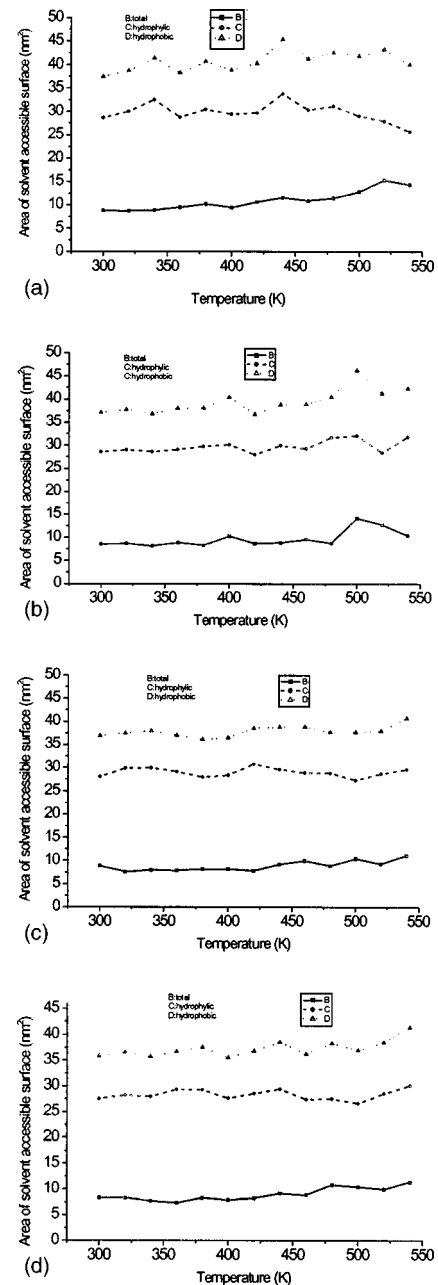 B:total
C:hydrophylic
D:hydrophobic
B
C
D
Area of solvent accessible surface (nm²)
50
45
40
35
30
25
20
15
10
5
0
300
350
400
450
500
550
Temperature (K)
(a)
B:total
C:hydrophylic
C:hydrophobic
B
C
D
Area of solvent accessible surface (nm²)
50
45
40
35
30
25
20
15
10
5
0
300
350
400
450
500
550
Temperature (K)
(b)
B:total
C:hydrophylic
D:hydrophobic
B
C
D
Area of solvent accessible surface (nm²)
50
45
40
35
30
25
20
15
10
5
0
300
350
400
450
500
550
Temperature (K)
(c)
B:total
C:hydrophylic
D:hydrophobic
B
C
D
Area of solvent accessible surface (nm²)
45
40
35
30
25
20
15
10
5
0
300
350
400
450
500
550
Temperature (K)
(d)